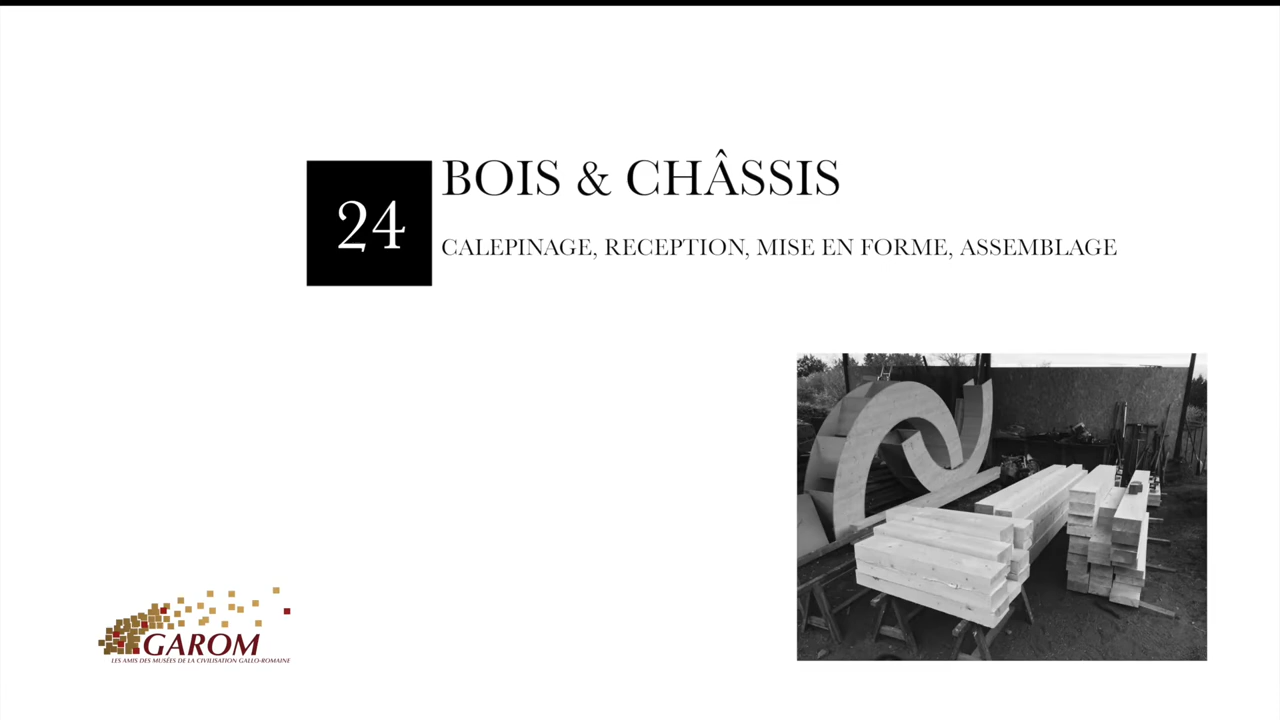 24
BOIS & CHÂSSIS
CALEPINAGE, RECEPTION, MISE EN FORME, ASSEMBLAGE
GAROM
LES AMIS DES MUSÉES DE LA CIVILISATION GALLO-ROMAINE